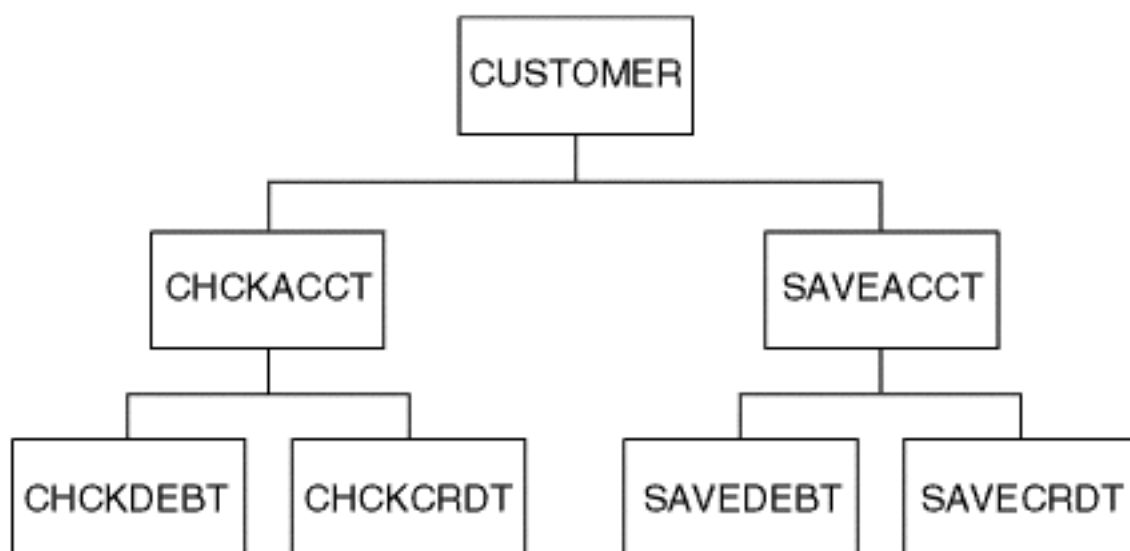 CUSTOMER
CHCKACCT
SAVEACCT
CHCKDEBT
CHCKCRDT
SAVEDEBT
SAVECRDT